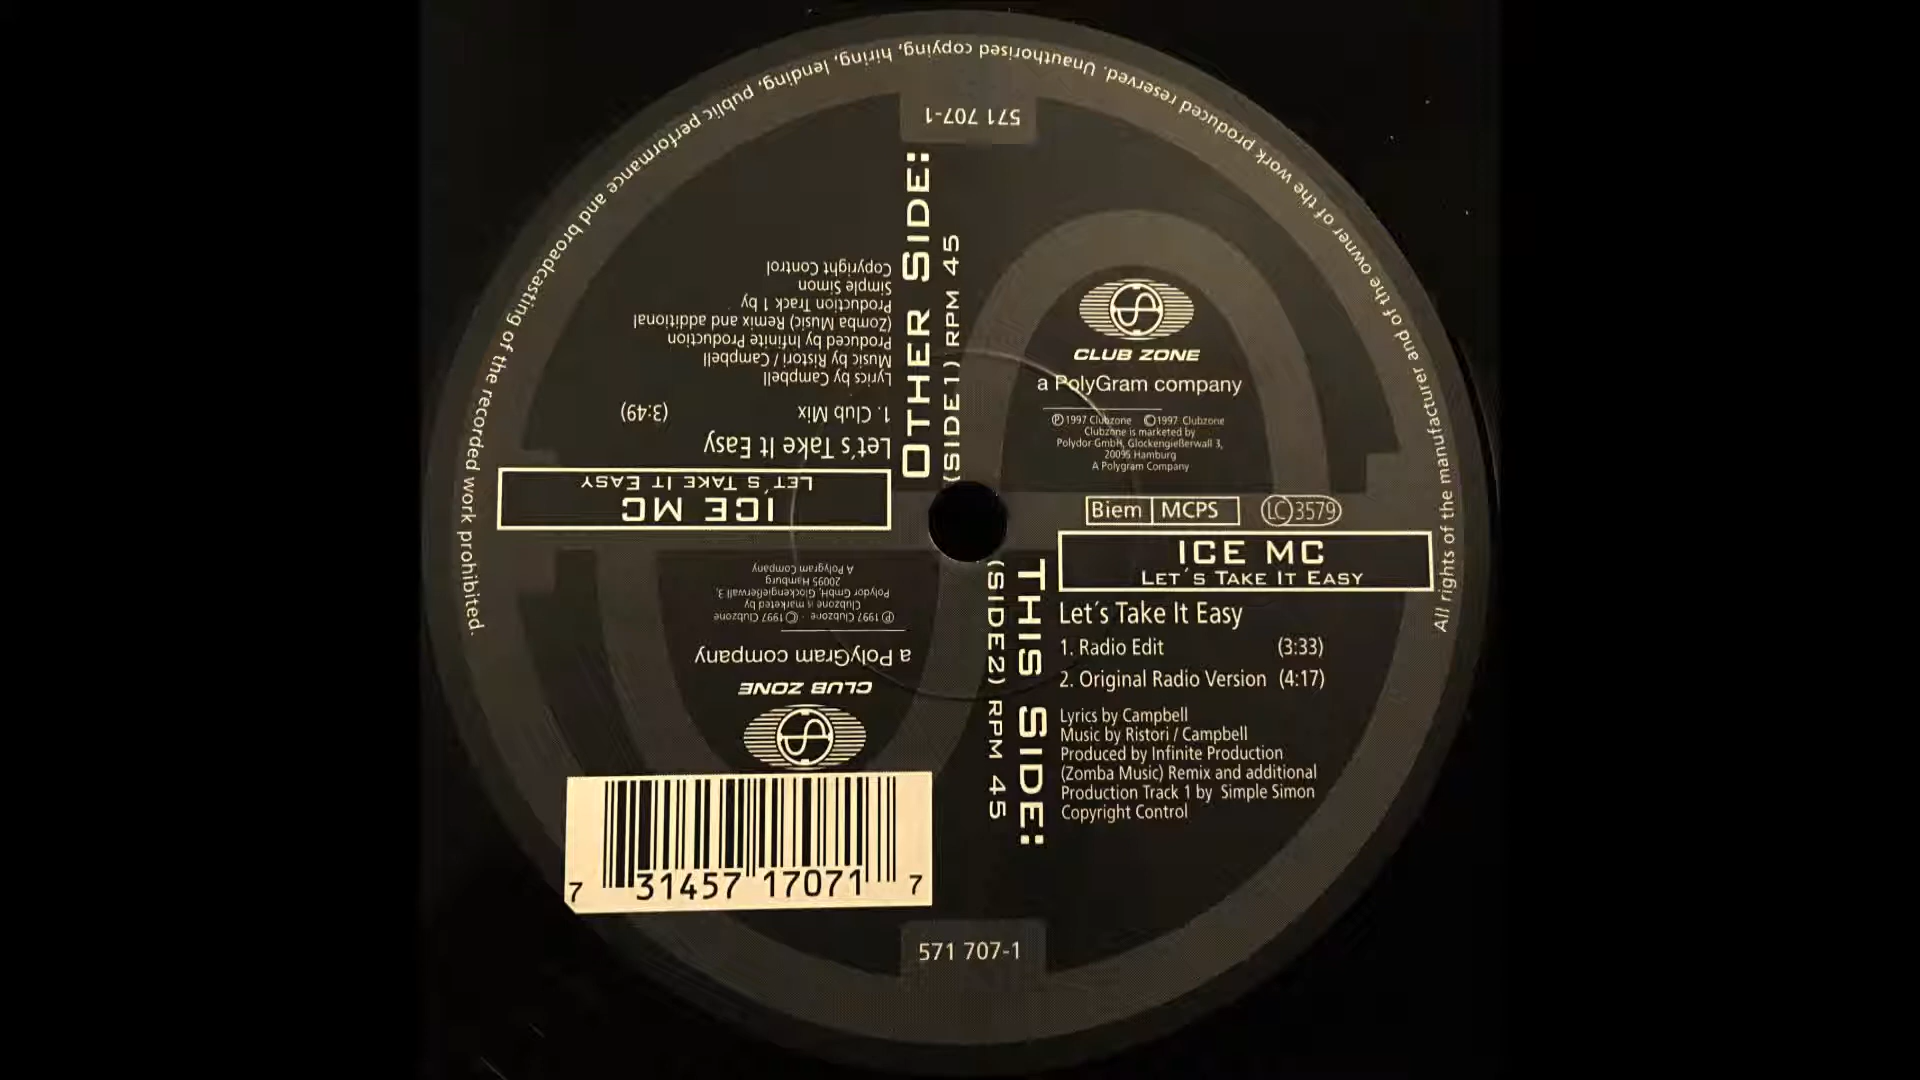 All rights of the manufacturer and of the owner of the work produced reserved. Unauthorised copying, hiring, lending, public performance and broadcasting of the recorded work prohibited.
571 707-1
OTHER SIDE:
(SIDE1) RPM 45
ICE MC
LET´S TAKE IT EASY
Let´s Take It Easy
1. Club Mix (3:49)
Lyrics by Campbell
Music by Ristori / Campbell
Produced by Infinite Production
(Zomba Music) Remix and additional
Production Track 1 by
Simple Simon
Copyright Control
CLUB ZONE
a PolyGram company
Ⓟ 1997 Clubzone ©1997 Clubzone
Clubzone is marketed by
Polydor GmbH, Glockengießerwall 3,
20095 Hamburg
A Polygram Company
Biem MCPS LC 3579
THIS SIDE:
(SIDE2) RPM 45
ICE MC
LET´S TAKE IT EASY
Let´s Take It Easy
1. Radio Edit (3:33)
2. Original Radio Version (4:17)
Lyrics by Campbell
Music by Ristori / Campbell
Produced by Infinite Production
(Zomba Music) Remix and additional
Production Track 1 by Simple Simon
Copyright Control
CLUB ZONE
a PolyGram company
Ⓟ 1997 Clubzone · ©1997 Clubzone
Clubzone is marketed by
Polydor GmbH, Glockengießerwall 3,
20095 Hamburg
A Polygram Company
7 31457 17071 7
571 707-1